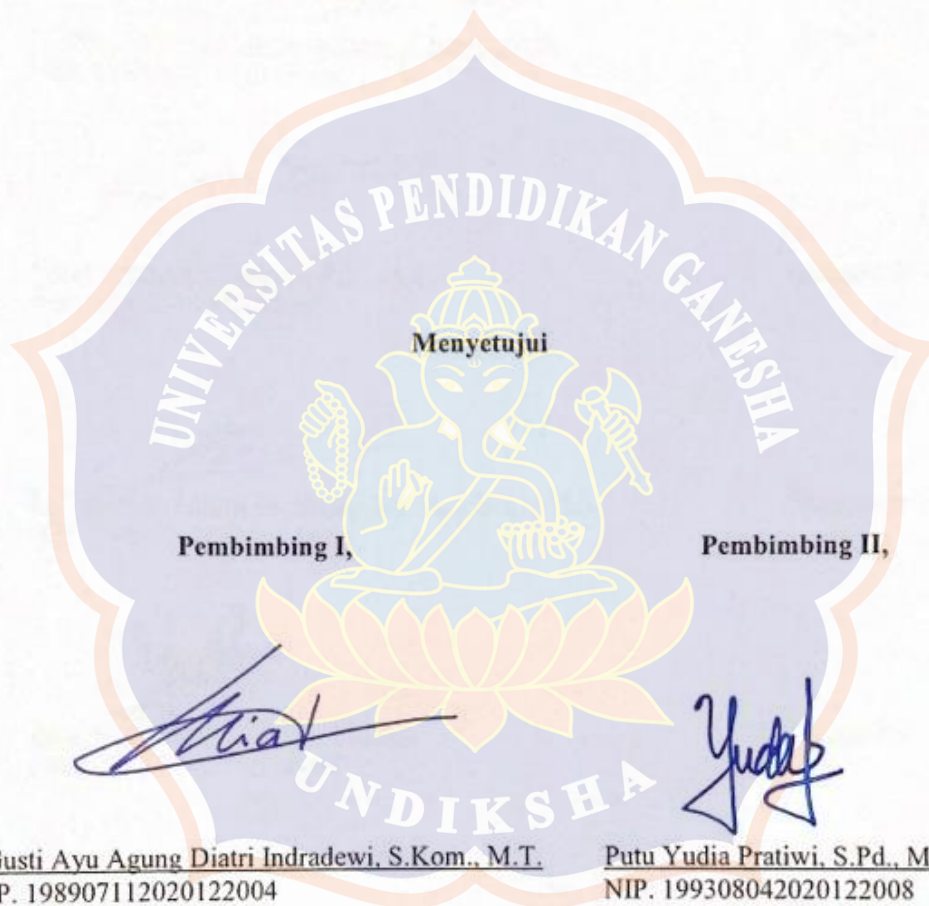 UNIVERSITAS PENDIDIKAN GANESHA
Menyetujui
Pembimbing I,
Pembimbing II,
UNDIKSHA
usti Ayu Agung Diatri Indradewi, S.Kom., M.T.
Putu Yudia Pratiwi, S.Pd., M
P. 198907112020122004
NIP. 199308042020122008